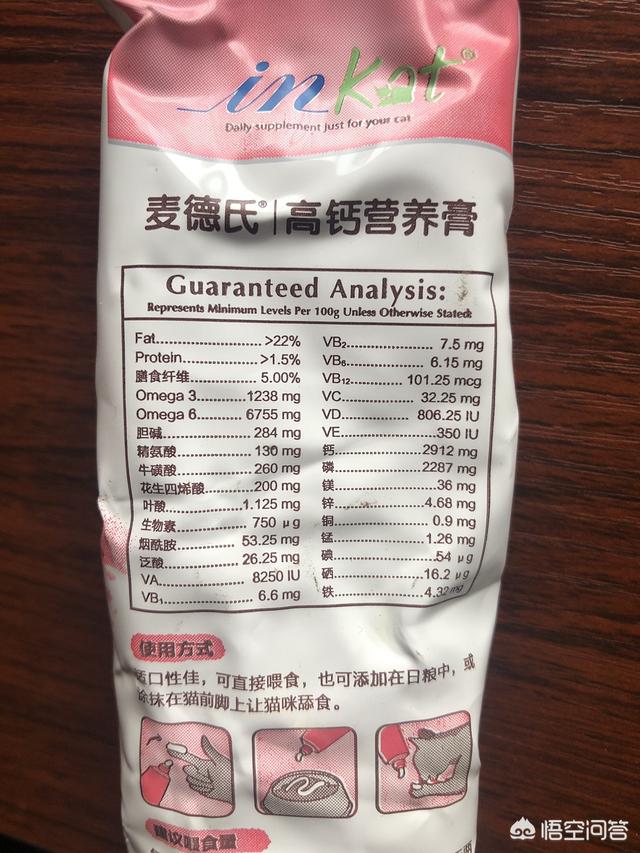 inKat®
Daily supplement just for your cat
麦德氏®|高钙营养膏
Guaranteed Analysis:
Represents Minimum Levels Per 100g Unless Otherwise Stated:
Fat........................>22%
Protein..................>1.5%
膳食纤维..............5.00%
Omega 3...........1238 mg
Omega 6...........6755 mg
胆碱....................284 mg
精氨酸................130 mg
牛磺酸................260 mg
花生四烯酸..........200 mg
叶酸..................1.125 mg
生物素................750 μg
烟酰胺................53.25 mg
泛酸....................26.25 mg
VA......................8250 IU
VB₁.....................6.6 mg
VB₂......................7.5 mg
VB₆......................6.15 mg
VB₁₂................101.25 mcg
VC.....................32.25 mg
VD....................806.25 IU
VE........................350 IU
钙.......................2912 mg
磷.......................2287 mg
镁...........................36 mg
锌........................4.68 mg
铜..........................0.9 mg
锰........................1.26 mg
碘...........................54 μg
硒........................16.2 μg
铁........................4.32 mg
使用方式
适口性佳，可直接喂食，也可添加在日粮中，或
涂抹在猫前脚上让猫咪舔食。
建议喂食量
悟空问答